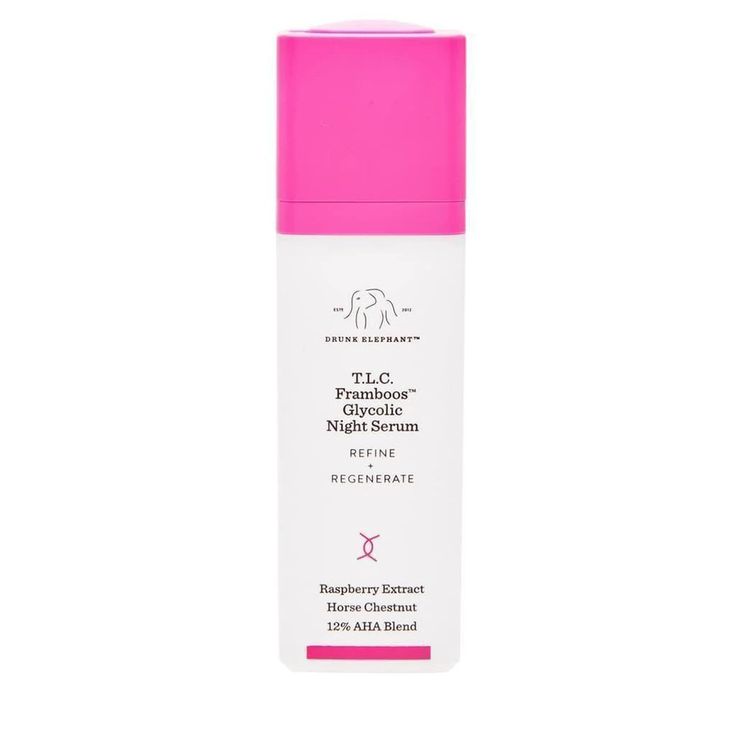 ESTD 2012
DRUNK ELEPHANT™
T.L.C.
Framboos™
Glycolic
Night Serum
REFINE
+
REGENERATE
Raspberry Extract
Horse Chestnut
12% AHA Blend